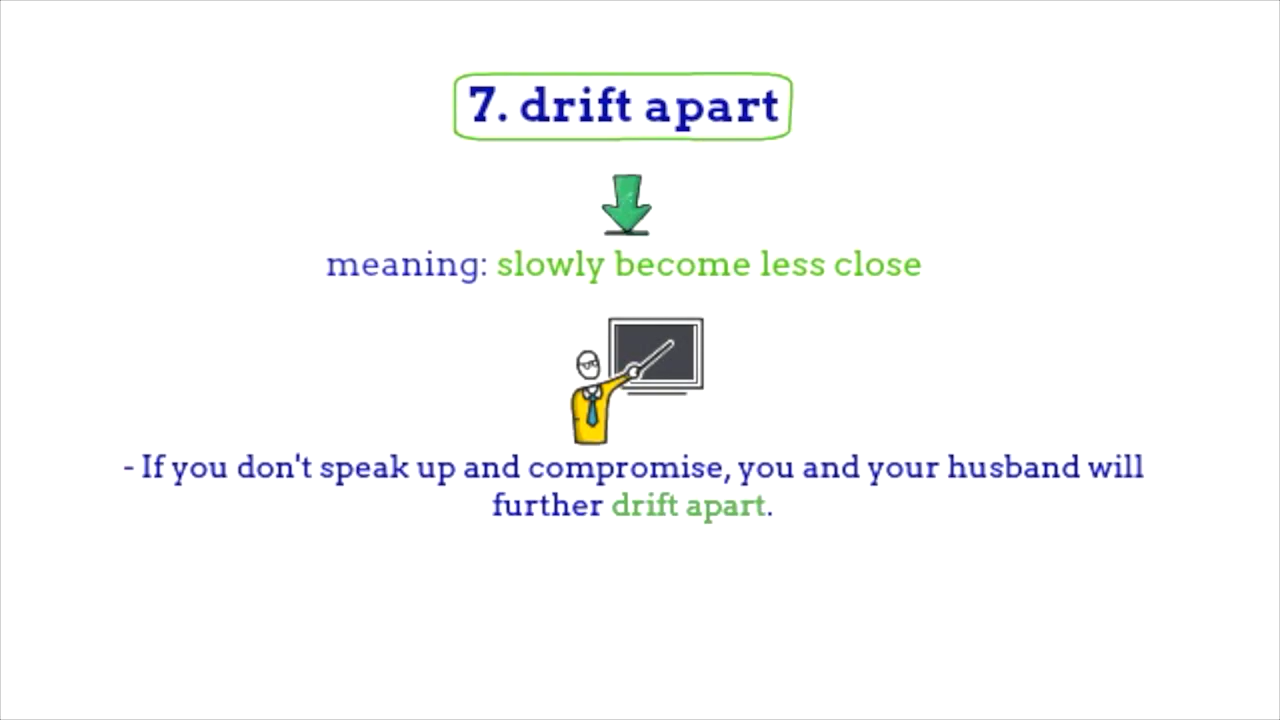 7. drift apart
meaning: slowly become less close
- If you don't speak up and compromise, you and your husband will
further drift apart.